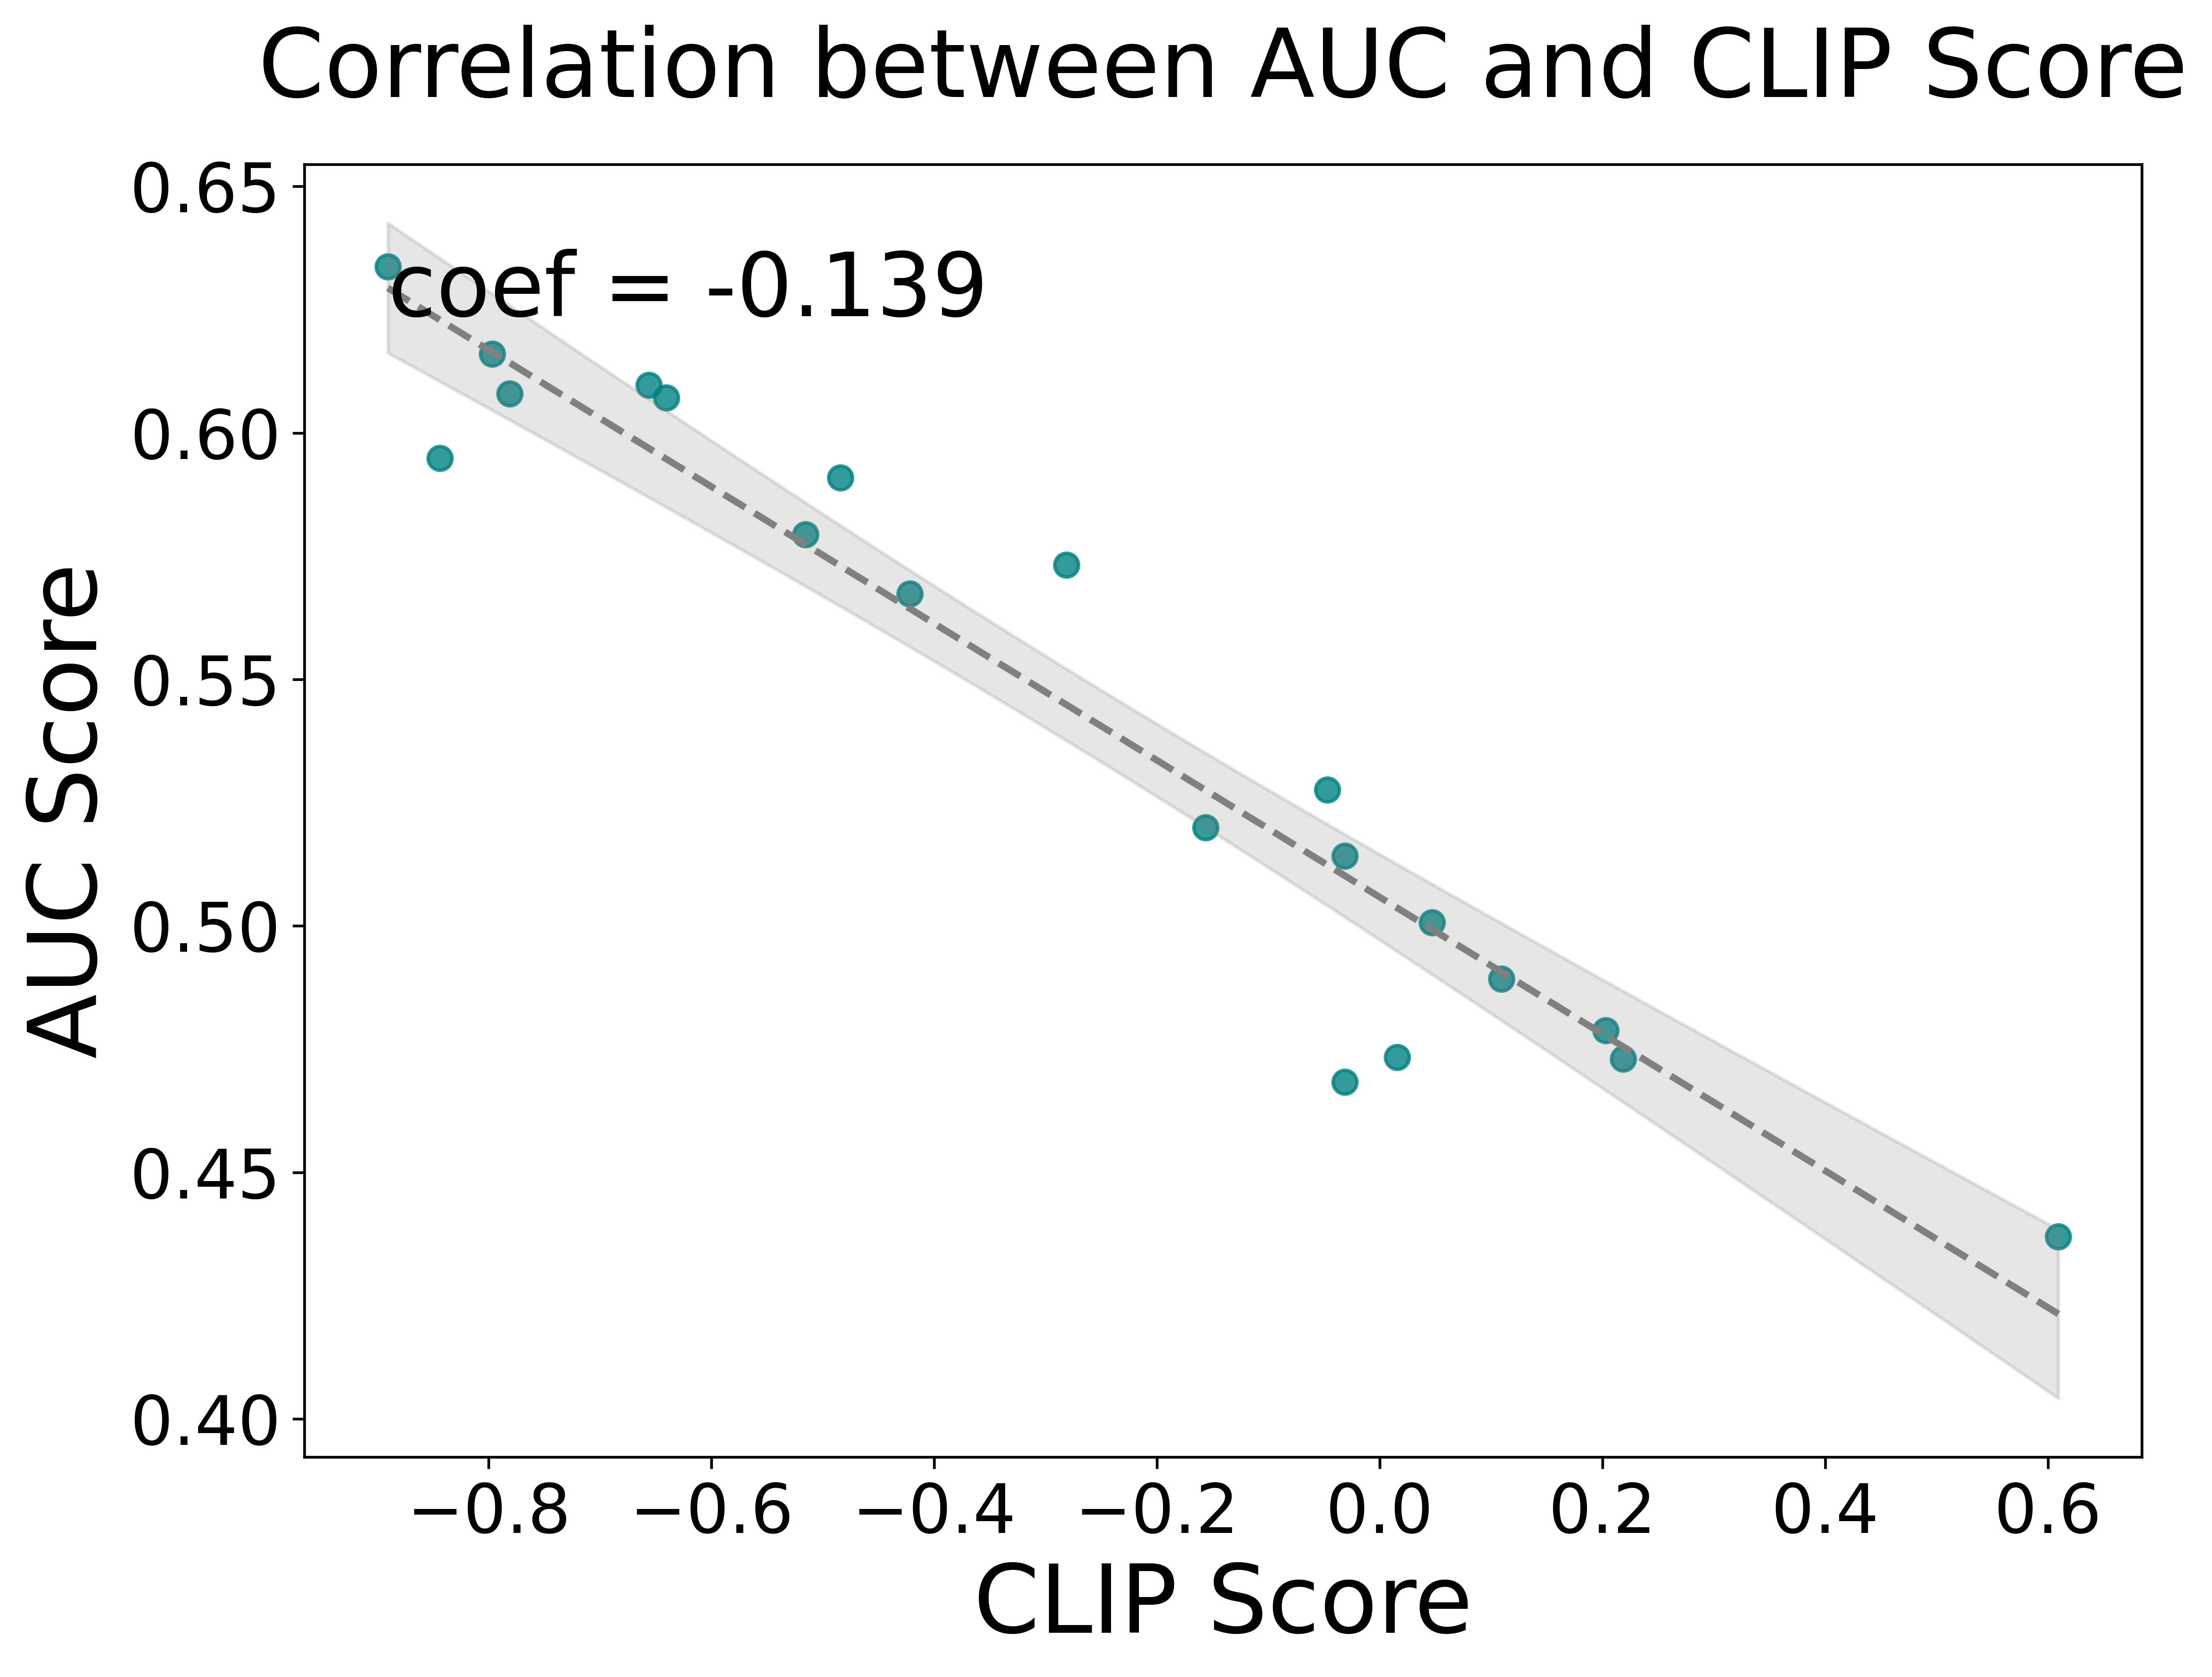 Correlation between AUC and CLIP Score
coef = -0.139
AUC Score
0.65
0.60
0.55
0.50
0.45
0.40
−0.8 −0.6 −0.4 −0.2 0.0 0.2 0.4 0.6
CLIP Score